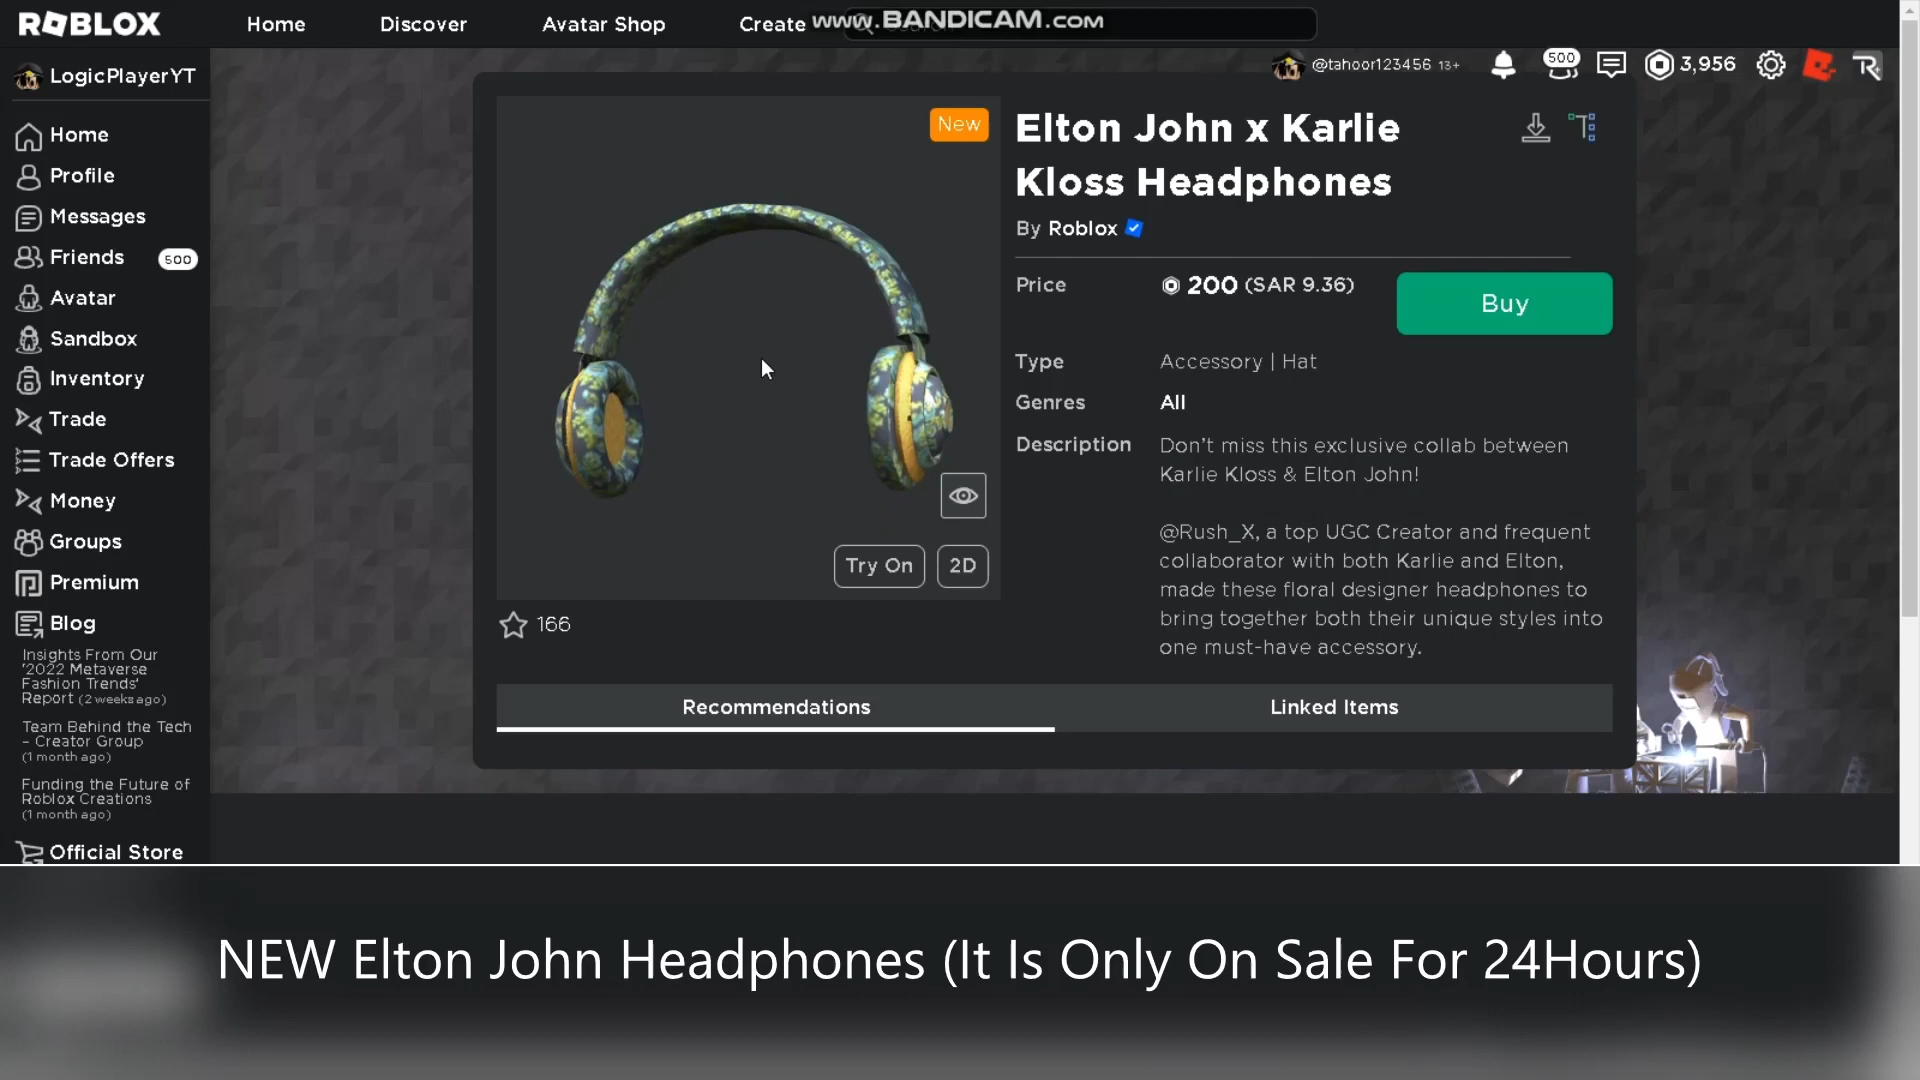 ROBLOX
Home
Discover
Avatar Shop
Create
www.BANDICAM.com
LogicPlayerYT
@tahoor123456 13+
500
3,956
Home
Profile
Messages
Friends
500
Avatar
Sandbox
Inventory
Trade
Trade Offers
Money
Groups
Premium
Blog
Insights From Our
'2022 Metaverse
Fashion Trends'
Report (2 weeks ago)
Team Behind the Tech
– Creator Group
(1 month ago)
Funding the Future of
Roblox Creations
(1 month ago)
Official Store
New
Try On
2D
166
Elton John x Karlie
Kloss Headphones
By Roblox
Price
200 (SAR 9.36)
Buy
Type
Accessory | Hat
Genres
All
Description
Don't miss this exclusive collab between
Karlie Kloss & Elton John!
@Rush_X, a top UGC Creator and frequent
collaborator with both Karlie and Elton,
made these floral designer headphones to
bring together both their unique styles into
one must-have accessory.
Recommendations
Linked Items
NEW Elton John Headphones (It Is Only On Sale For 24Hours)